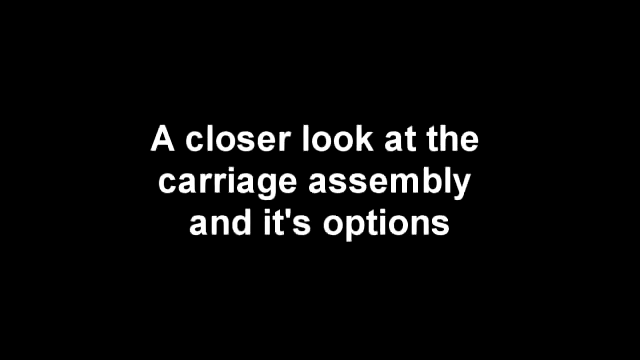 A closer look at the
carriage assembly
and it's options